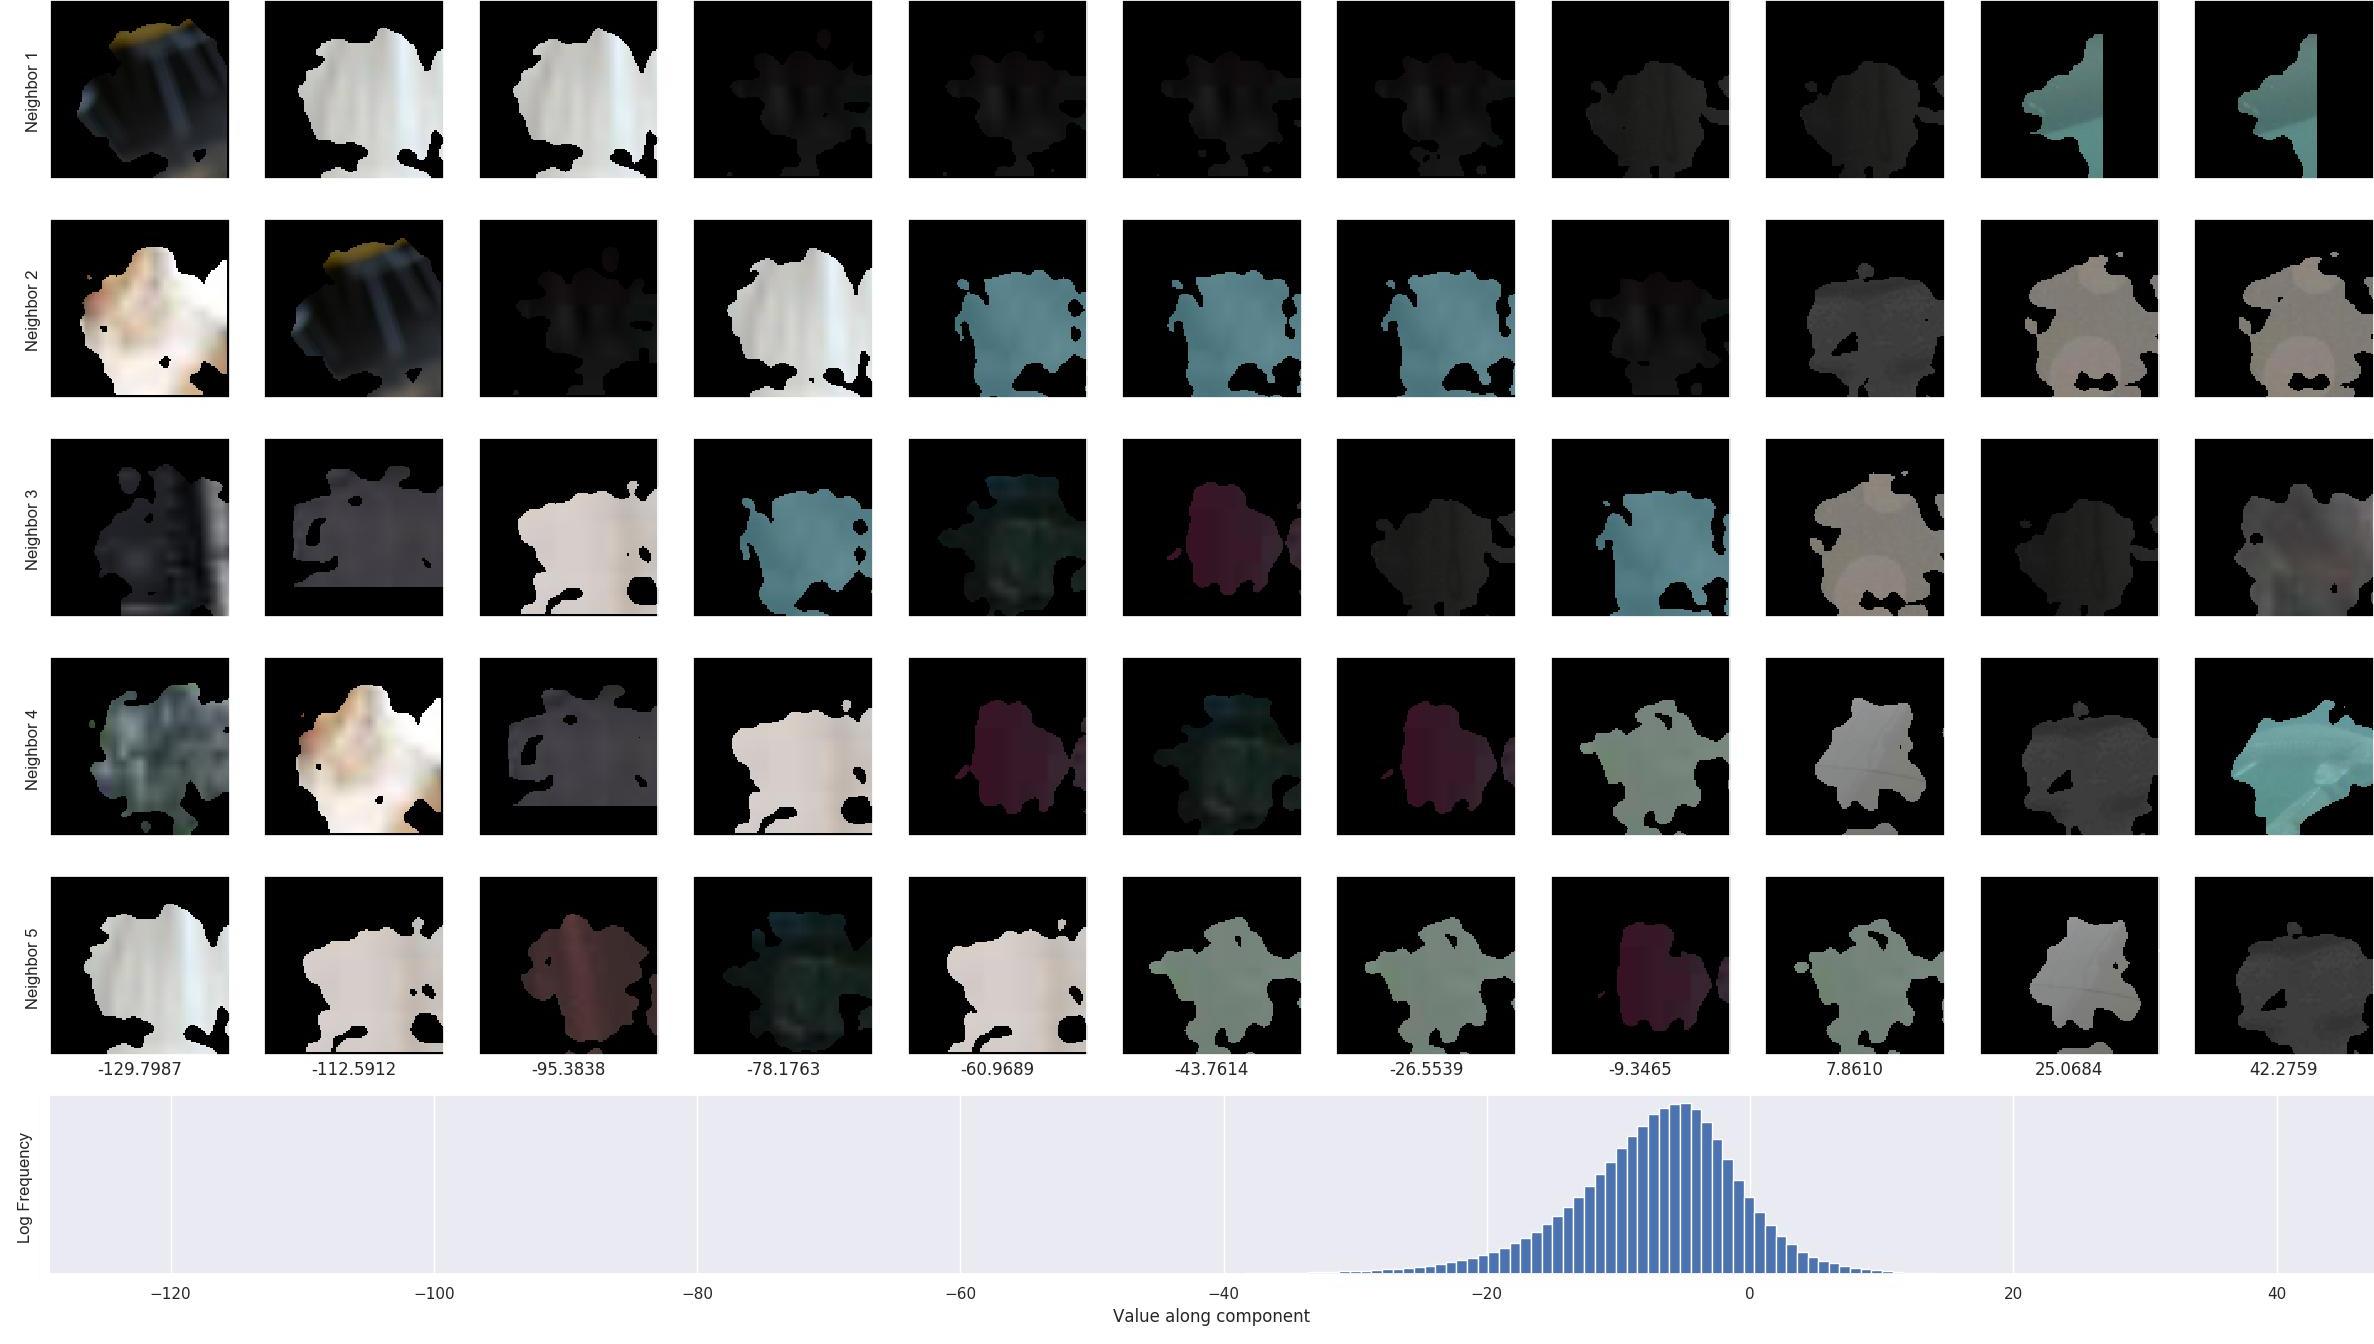 Neighbor 1
Neighbor 2
Neighbor 3
Neighbor 4
Neighbor 5
-129.7987 -112.5912 -95.3838 -78.1763 -60.9689 -43.7614 -26.5539 -9.3465 7.8610 25.0684 42.2759
Log Frequency
−120 −100 −80 −60 −40 −20 0 20 40
Value along component